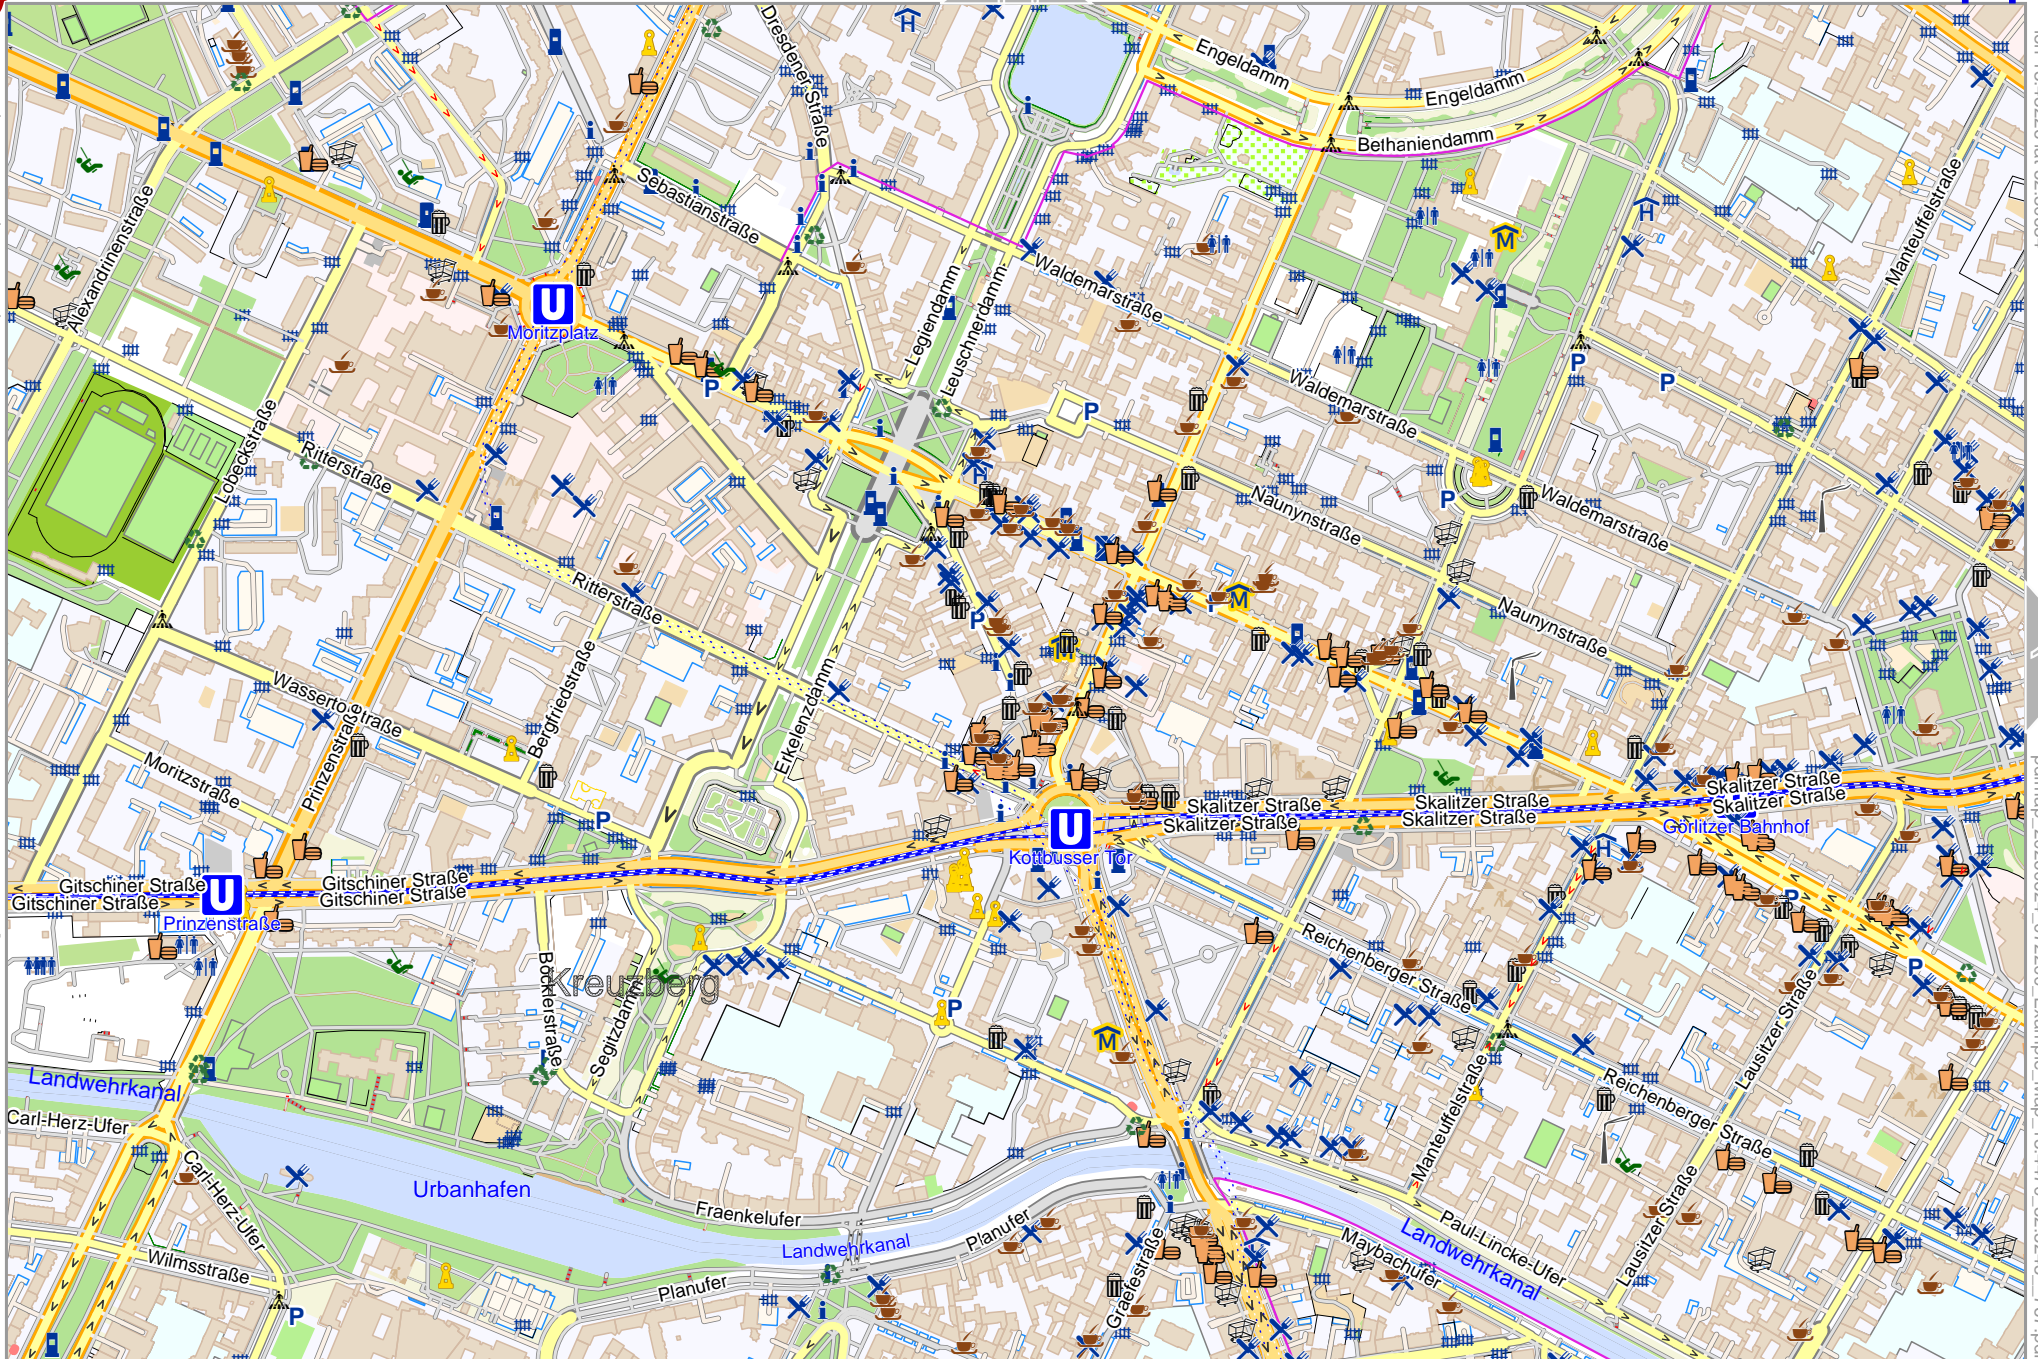 Dresdener Straße
Engeldamm
Engeldamm
Bethaniendamm
Sebastianstraße
Alexandrinenstraße
Manteuffelstraße
Waldemarstraße
Legiendamm
Leuschnerdamm
Moritzplatz
Waldemarstraße
Lobeckstraße
Ritterstraße
Naunynstraße
Waldemarstraße
Ritterstraße
Naunynstraße
Wassertorstraße
Bergfriedstraße
Erkelenzdamm
Prinzenstraße
Moritzstraße
Skalitzer Straße
Skalitzer Straße
Skalitzer Straße
Skalitzer Straße
Skalitzer Straße
Skalitzer Straße
Görlitzer Bahnhof
Kottbusser Tor
Gitschiner Straße
Gitschiner Straße
Gitschiner Straße
Gitschiner Straße
Prinzenstraße
Reichenberger Straße
Böcklerstraße
Kreuzberg
Segitzdamm
Lausitzer Straße
Manteuffelstraße
Reichenberger Straße
Landwehrkanal
Carl-Herz-Ufer
Carl-Herz-Ufer
Urbanhafen
Fraenkelufer
Planufer
Landwehrkanal
Wilmsstraße
Planufer
Graefestraße
Maybachufer
Paul-Lincke-Ufer
Landwehrkanal
Lausitzer Straße